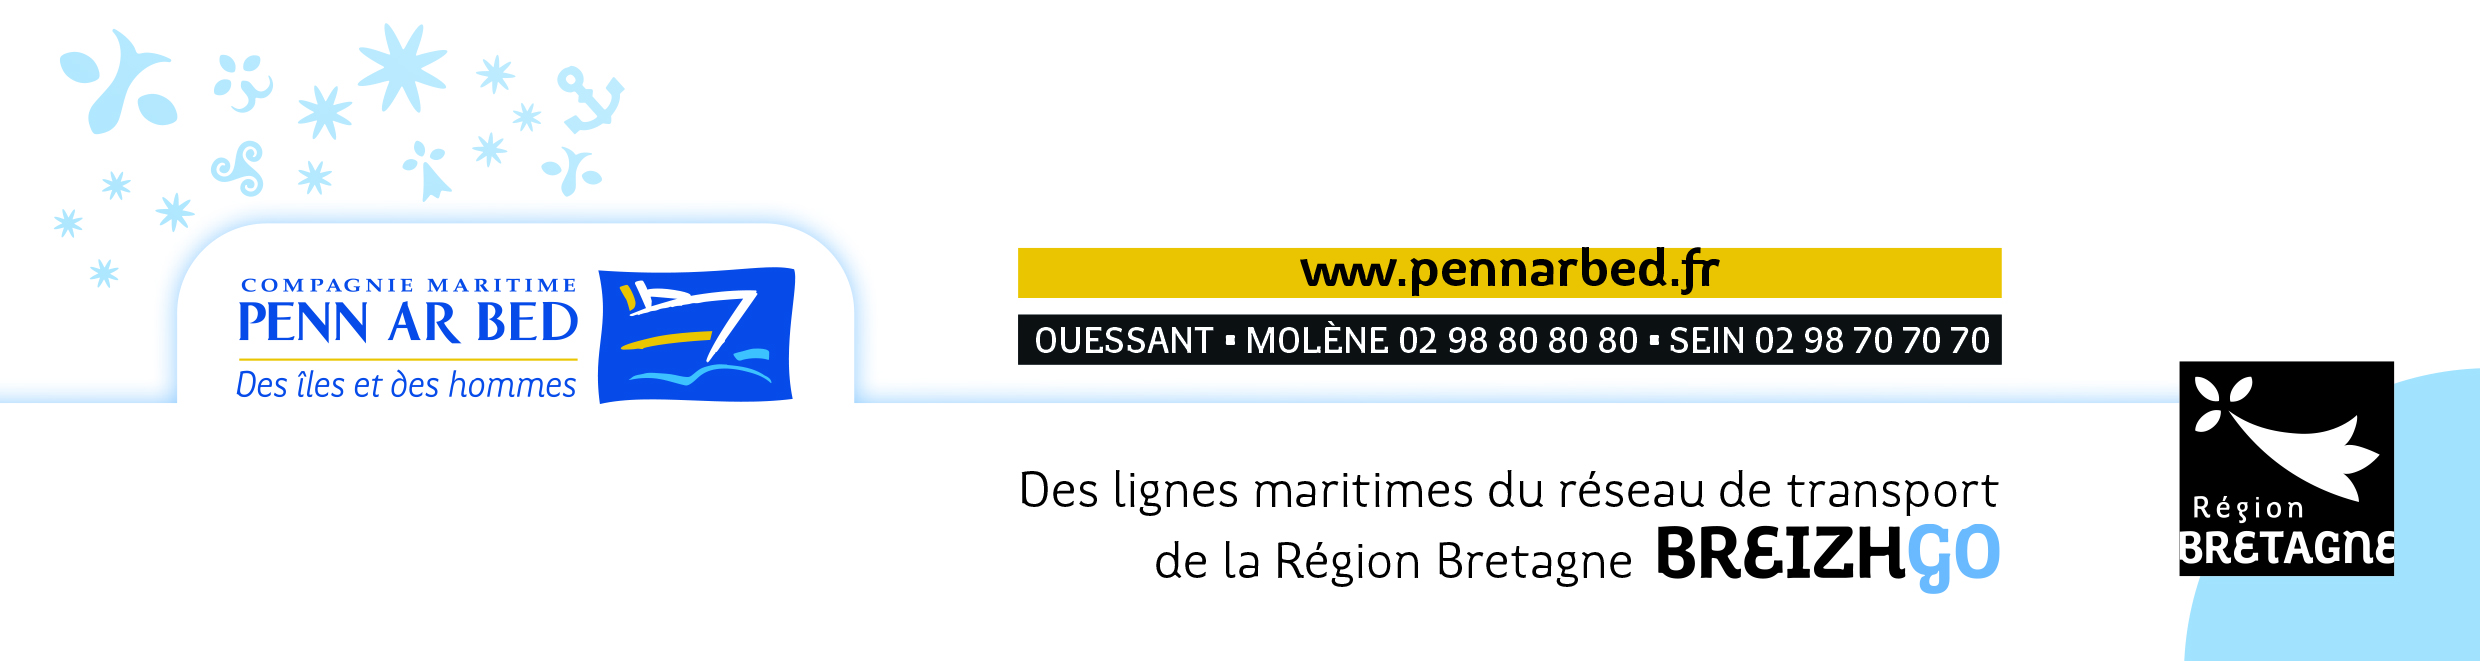 COMPAGNIE MARITIME
PENN AR BED
Des îles et des hommes
www.pennarbed.fr
OUESSANT ▪ MOLÈNE 02 98 80 80 80 ▪ SEIN 02 98 70 70 70
Des lignes maritimes du réseau de transport
de la Région Bretagne BREIZHGO
Région
BRETAGNE